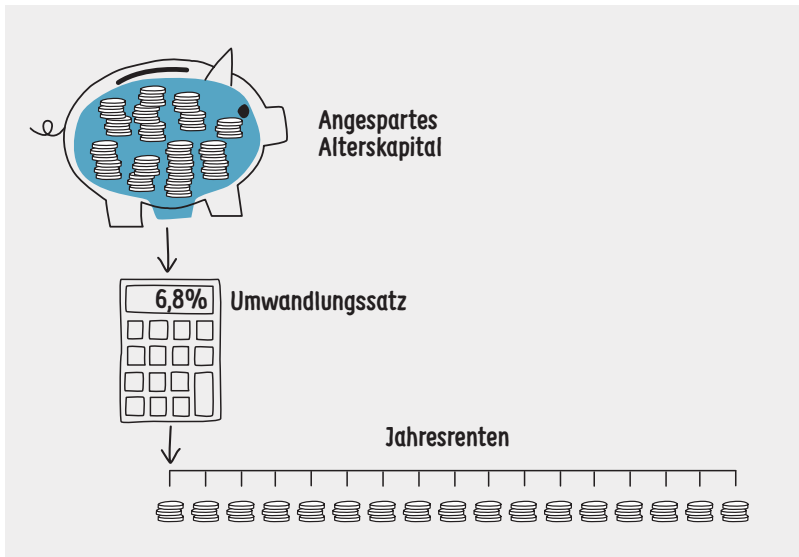 Angespartes
Alterskapital
6,8%
Umwandlungssatz
Jahresrenten